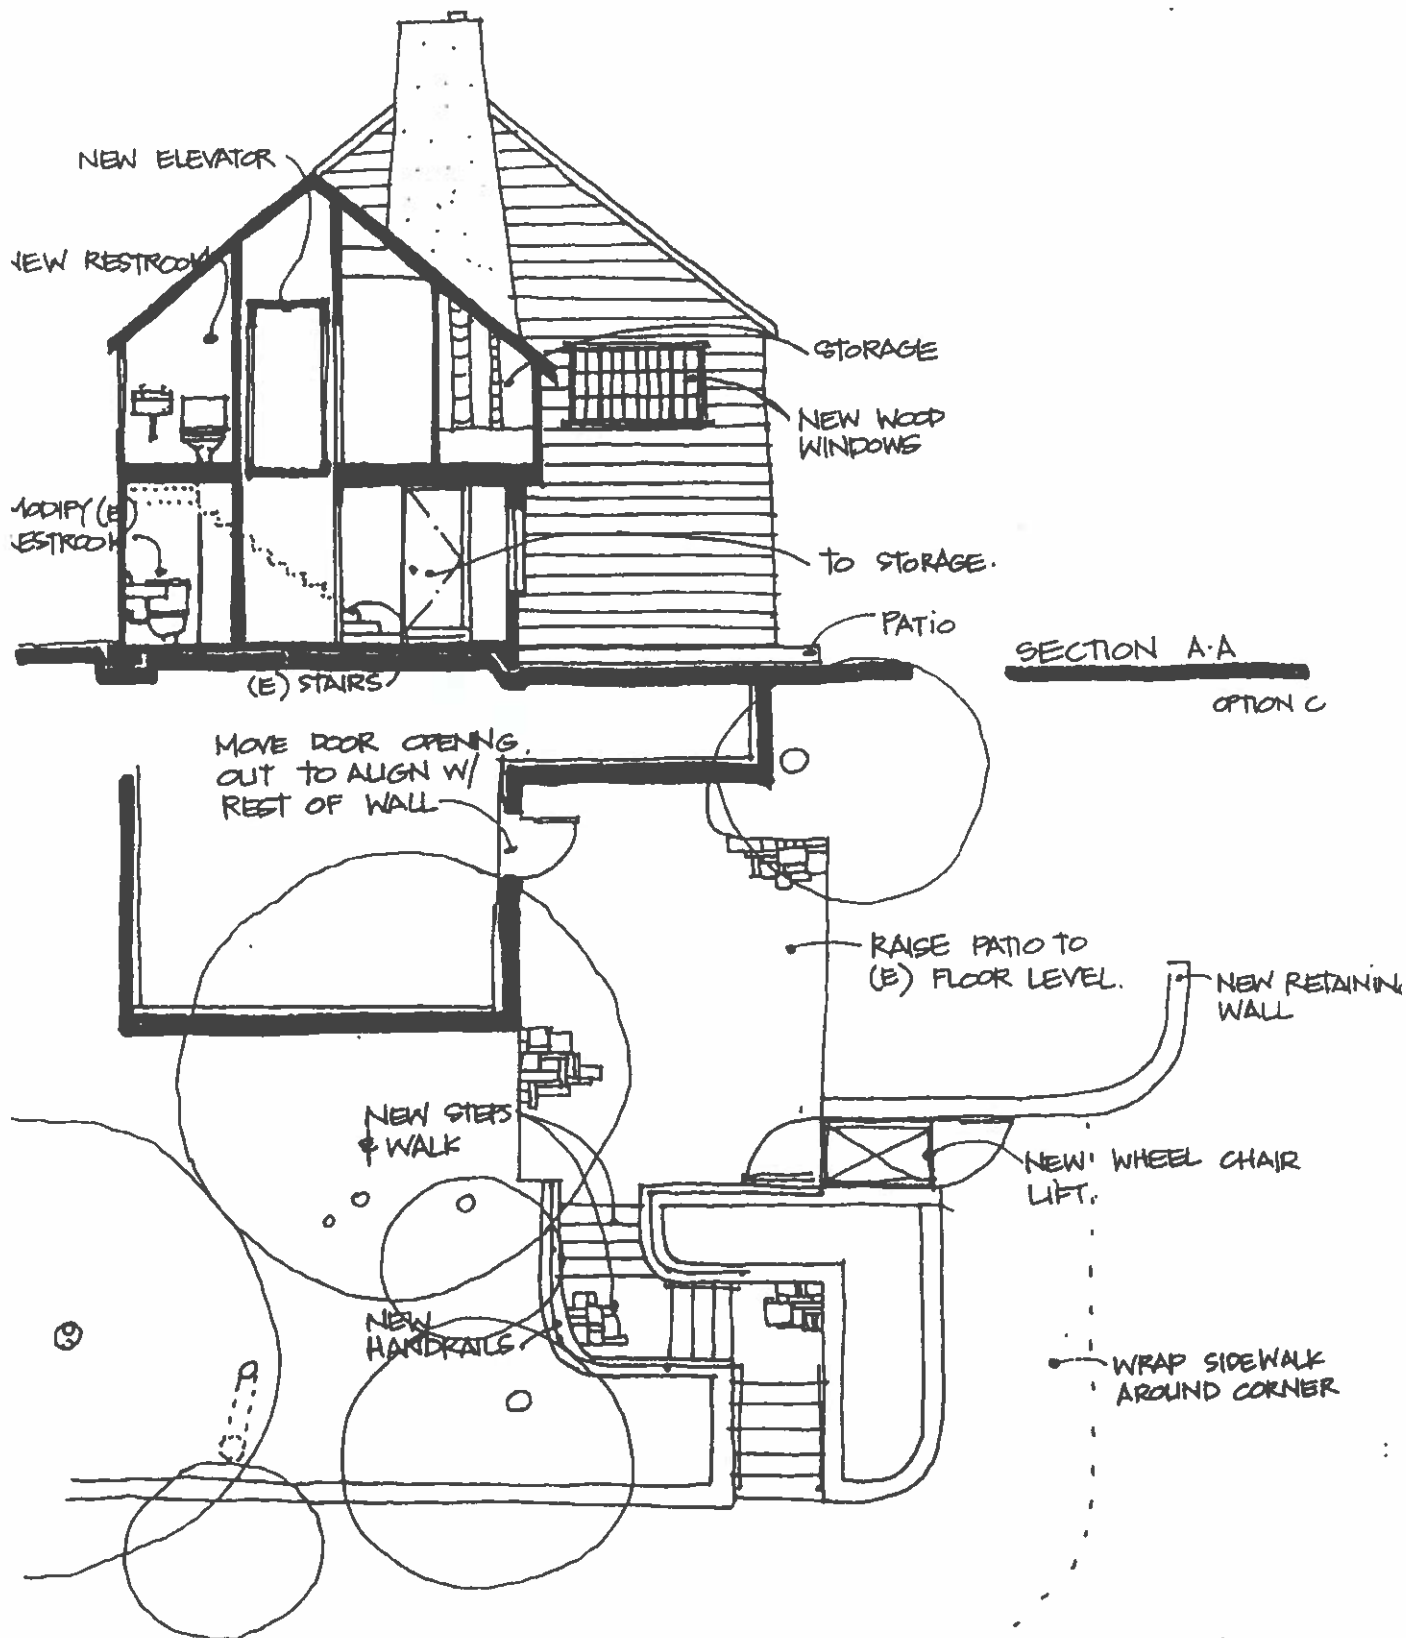 NEW ELEVATOR
NEW RESTROOM
STORAGE
NEW WOOD
WINDOWS
MODIFY (E)
RESTROOM
TO STORAGE.
PATIO
SECTION A-A
(E) STAIRS
OPTION C
MOVE DOOR OPENING
OUT TO ALIGN W/
REST OF WALL
RAISE PATIO TO
(E) FLOOR LEVEL.
NEW RETAINING
WALL
NEW STEPS
& WALK
NEW WHEEL CHAIR
LIFT.
NEW
HANDRAILS
WRAP SIDEWALK
AROUND CORNER